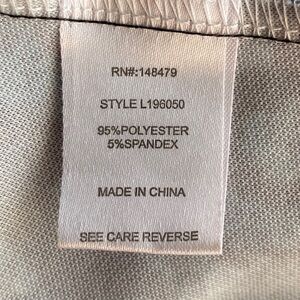 RN#:148479
STYLE L196050
95%POLYESTER
5%SPANDEX
MADE IN CHINA
SEE CARE REVERSE